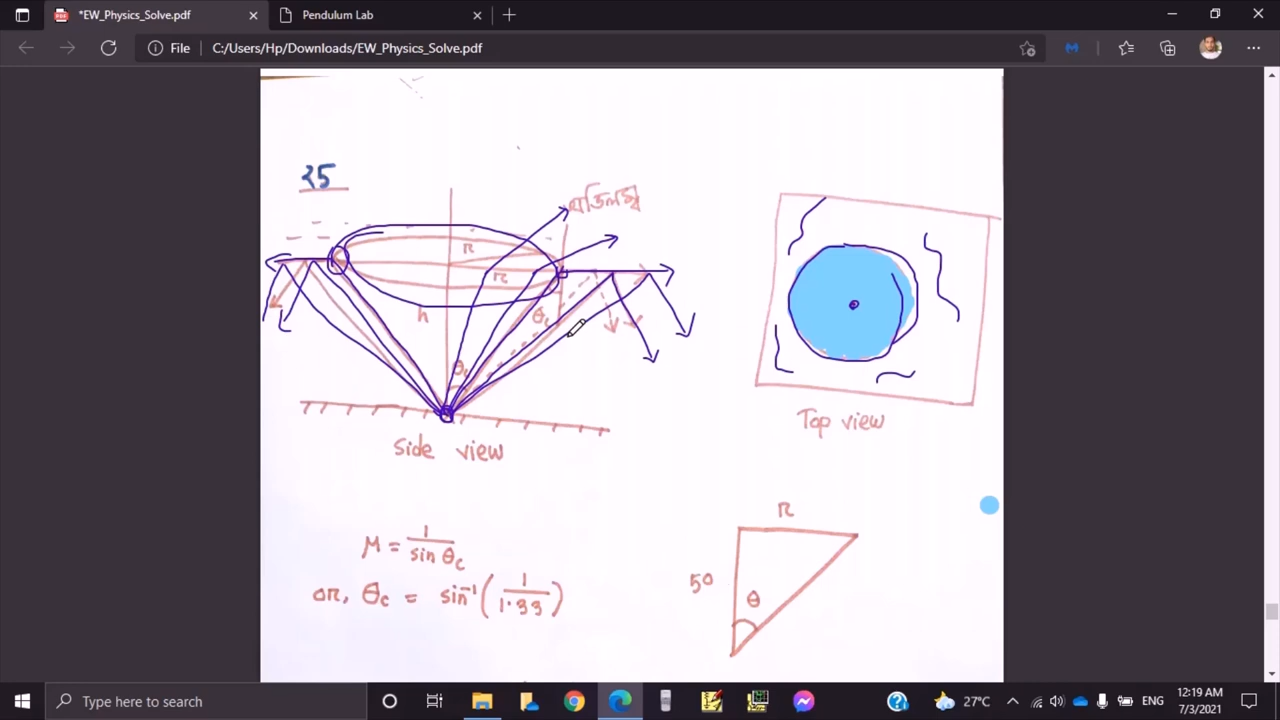 *EW_Physics_Solve.pdf
Pendulum Lab
File C:/Users/Hp/Downloads/EW_Physics_Solve.pdf
২5
R
R
h
θc
θc
side view
Top view
R
50
θ
μ = 1/sin θc
or, θc = sin⁻¹(1/1.33)
Type here to search
27°C
ENG
12:19 AM
7/3/2021